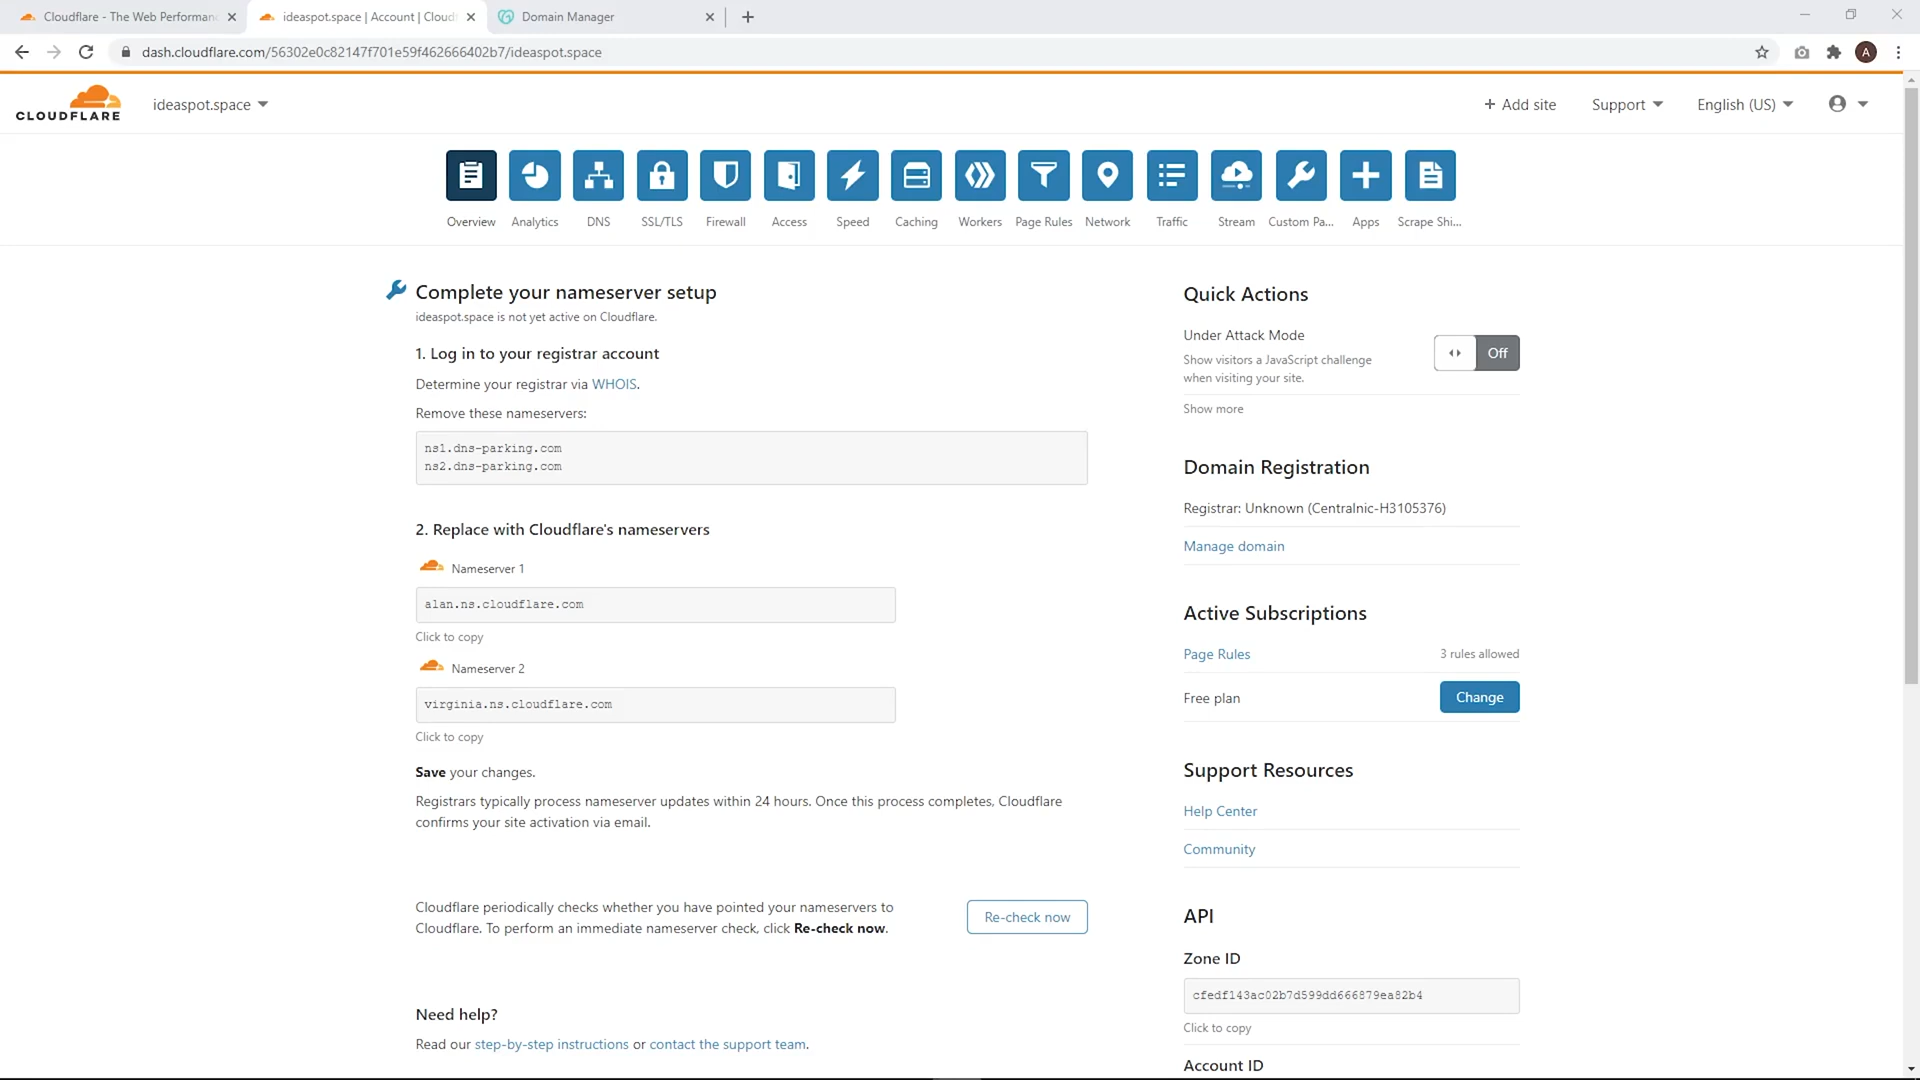 Cloudflare - The Web Performanc
ideaspot.space | Account | Cloudf
Domain Manager
dash.cloudflare.com/56302e0c82147f701e59f462666402b7/ideaspot.space
A
CLOUDFLARE
ideaspot.space
+ Add site
Support
English (US)
Overview
Analytics
DNS
SSL/TLS
Firewall
Access
Speed
Caching
Workers
Page Rules
Network
Traffic
Stream
Custom Pa...
Apps
Scrape Shi...
Complete your nameserver setup
ideaspot.space is not yet active on Cloudflare.
1. Log in to your registrar account
Determine your registrar via WHOIS.
Remove these nameservers:
ns1.dns-parking.com
ns2.dns-parking.com
2. Replace with Cloudflare's nameservers
Nameserver 1
alan.ns.cloudflare.com
Click to copy
Nameserver 2
virginia.ns.cloudflare.com
Click to copy
Save your changes.
Registrars typically process nameserver updates within 24 hours. Once this process completes, Cloudflare
confirms your site activation via email.
Cloudflare periodically checks whether you have pointed your nameservers to
Cloudflare. To perform an immediate nameserver check, click Re-check now.
Re-check now
Need help?
Read our step-by-step instructions or contact the support team.
Quick Actions
Under Attack Mode
Show visitors a JavaScript challenge
when visiting your site.
Off
Show more
Domain Registration
Registrar: Unknown (Centralnic-H3105376)
Manage domain
Active Subscriptions
Page Rules
3 rules allowed
Free plan
Change
Support Resources
Help Center
Community
API
Zone ID
cfedf143ac02b7d599dd666879ea82b4
Click to copy
Account ID